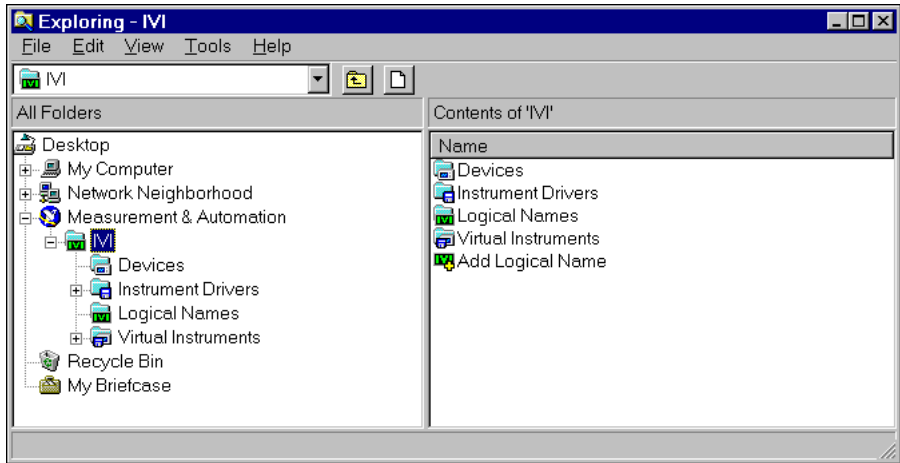 Exploring - IVI
File Edit View Tools Help
IVI
All Folders
Contents of 'IVI'
Desktop
My Computer
Network Neighborhood
Measurement & Automation
IVI
Devices
Instrument Drivers
Logical Names
Virtual Instruments
Recycle Bin
My Briefcase
Name
Devices
Instrument Drivers
Logical Names
Virtual Instruments
Add Logical Name